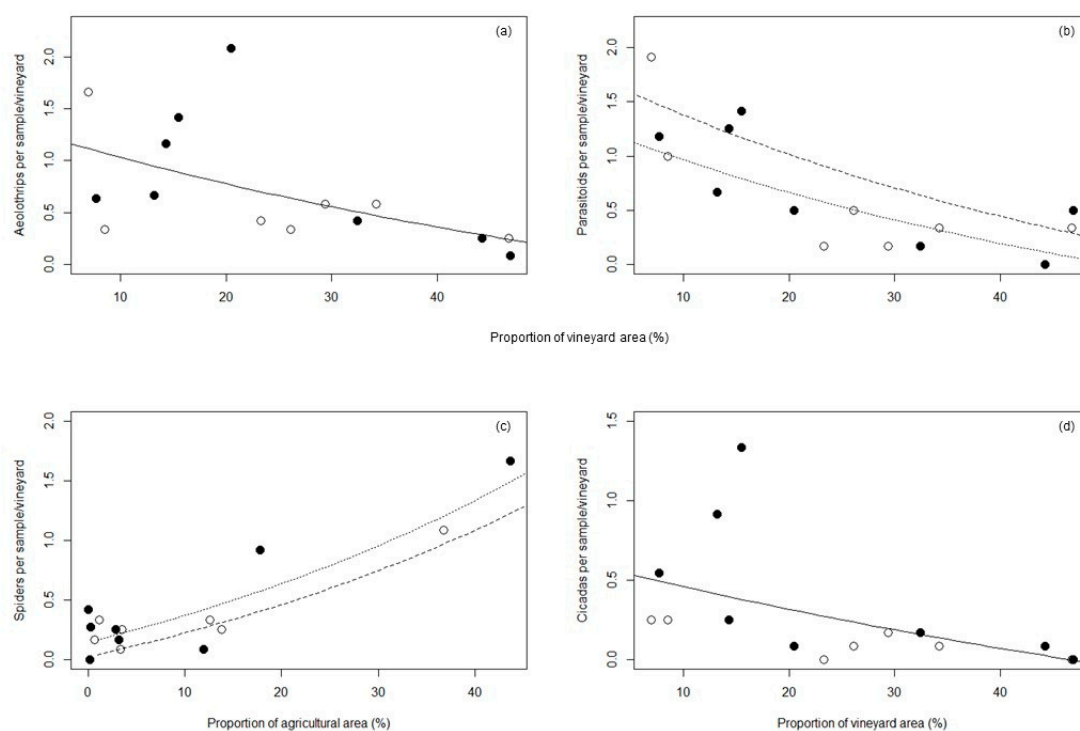 (a)
Aeolothrips per sample/vineyard
2.0
1.5
1.0
0.5
0.0
10 20 30 40
(b)
Parasitoids per sample/vineyard
2.0
1.5
1.0
0.5
0.0
10 20 30 40
Proportion of vineyard area (%)
(c)
Spiders per sample/vineyard
2.0
1.5
1.0
0.5
0.0
0 10 20 30 40
Proportion of agricultural area (%)
(d)
Cicadas per sample/vineyard
1.5
1.0
0.5
0.0
10 20 30 40
Proportion of vineyard area (%)